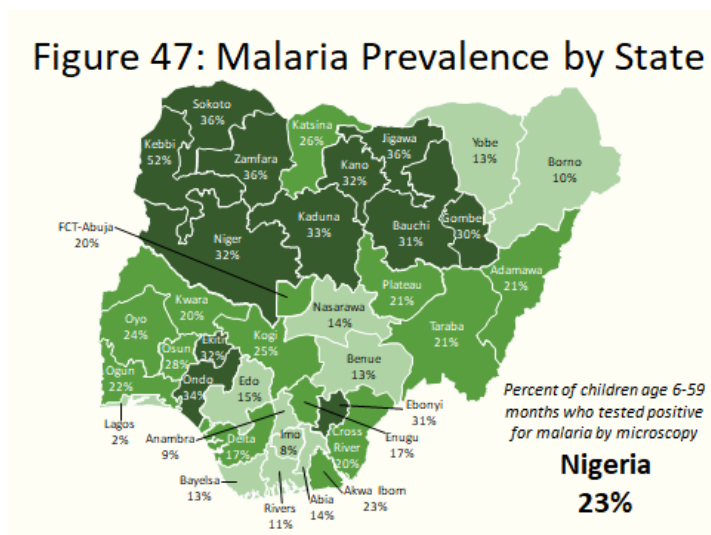 Figure 47: Malaria Prevalence by State
Sokoto
36%
Katsina
26%
Jigawa
36%
Yobe
13%
Borno
10%
Kebbi
52%
Zamfara
36%
Kano
32%
Kaduna
33%
Bauchi
31%
Gombe
30%
FCT-Abuja
20%
Niger
32%
Adamawa
21%
Plateau
21%
Nasarawa
14%
Taraba
21%
Kwara
20%
Oyo
24%
Kogi
25%
Ekiti
32%
Osun
28%
Benue
13%
Ogun
22%
Ondo
34%
Edo
15%
Lagos
2%
Anambra
9%
Delta
17%
Imo
8%
Cross
River
20%
Ebonyi
31%
Enugu
17%
Bayelsa
13%
Rivers
11%
Abia
14%
Akwa Ibom
23%
Percent of children age 6-59
months who tested positive
for malaria by microscopy
Nigeria
23%